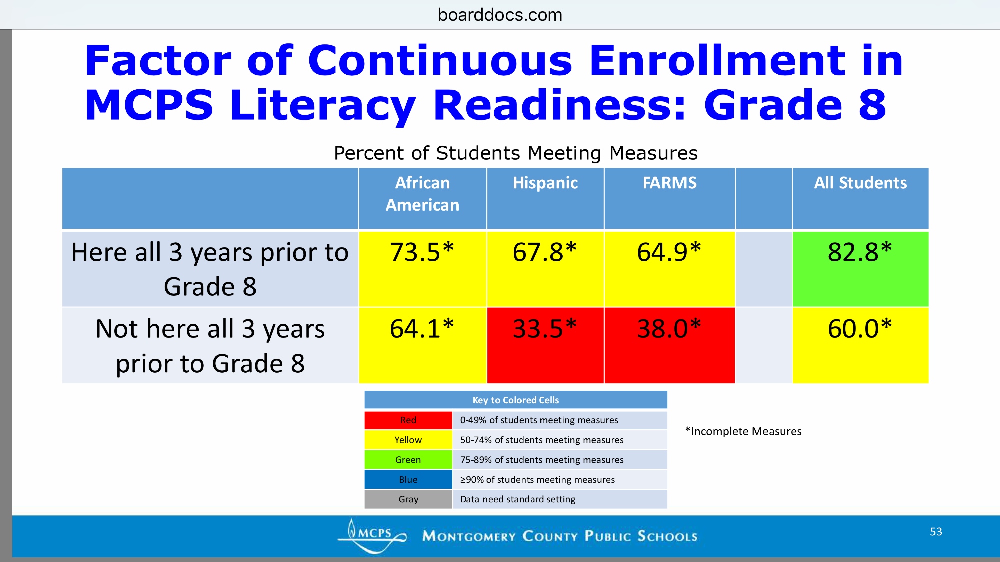 boarddocs.com
Factor of Continuous Enrollment in
MCPS Literacy Readiness: Grade 8
Percent of Students Meeting Measures
African American Hispanic FARMS All Students
Here all 3 years prior to Grade 8 73.5* 67.8* 64.9* 82.8*
Not here all 3 years prior to Grade 8 64.1* 33.5* 38.0* 60.0*
Key to Colored Cells
Red 0-49% of students meeting measures
Yellow 50-74% of students meeting measures
Green 75-89% of students meeting measures
Blue ≥90% of students meeting measures
Gray Data need standard setting
*Incomplete Measures
MCPS MONTGOMERY COUNTY PUBLIC SCHOOLS
53